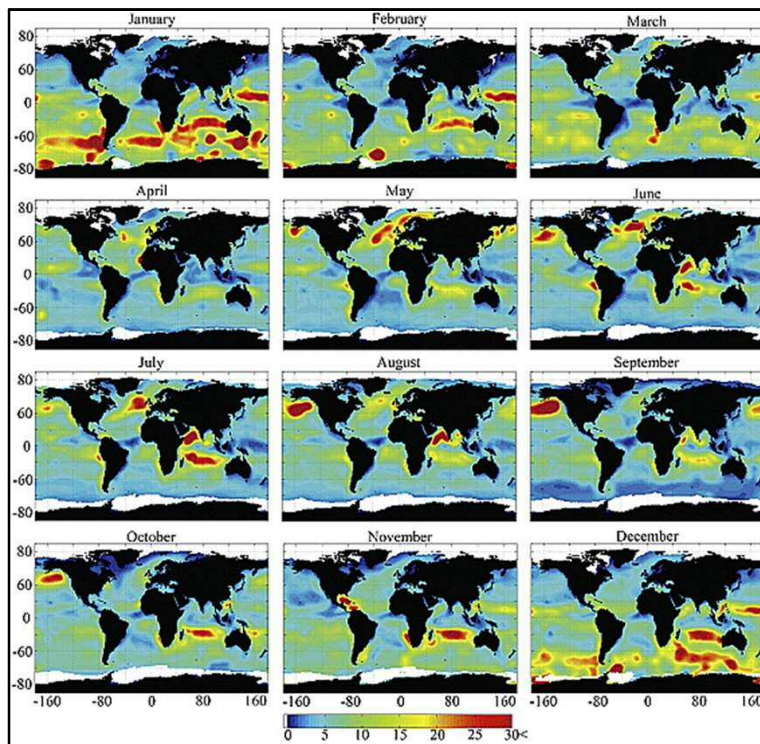 January
February
March
80
60
0
-60
-80
April
May
June
80
60
0
-60
-80
July
August
September
80
60
0
-60
-80
October
November
December
80
60
0
-60
-80
-160 -80 0 80 160
-160 -80 0 80 160
-160 -80 0 80 160
0 5 10 15 20 25 30<